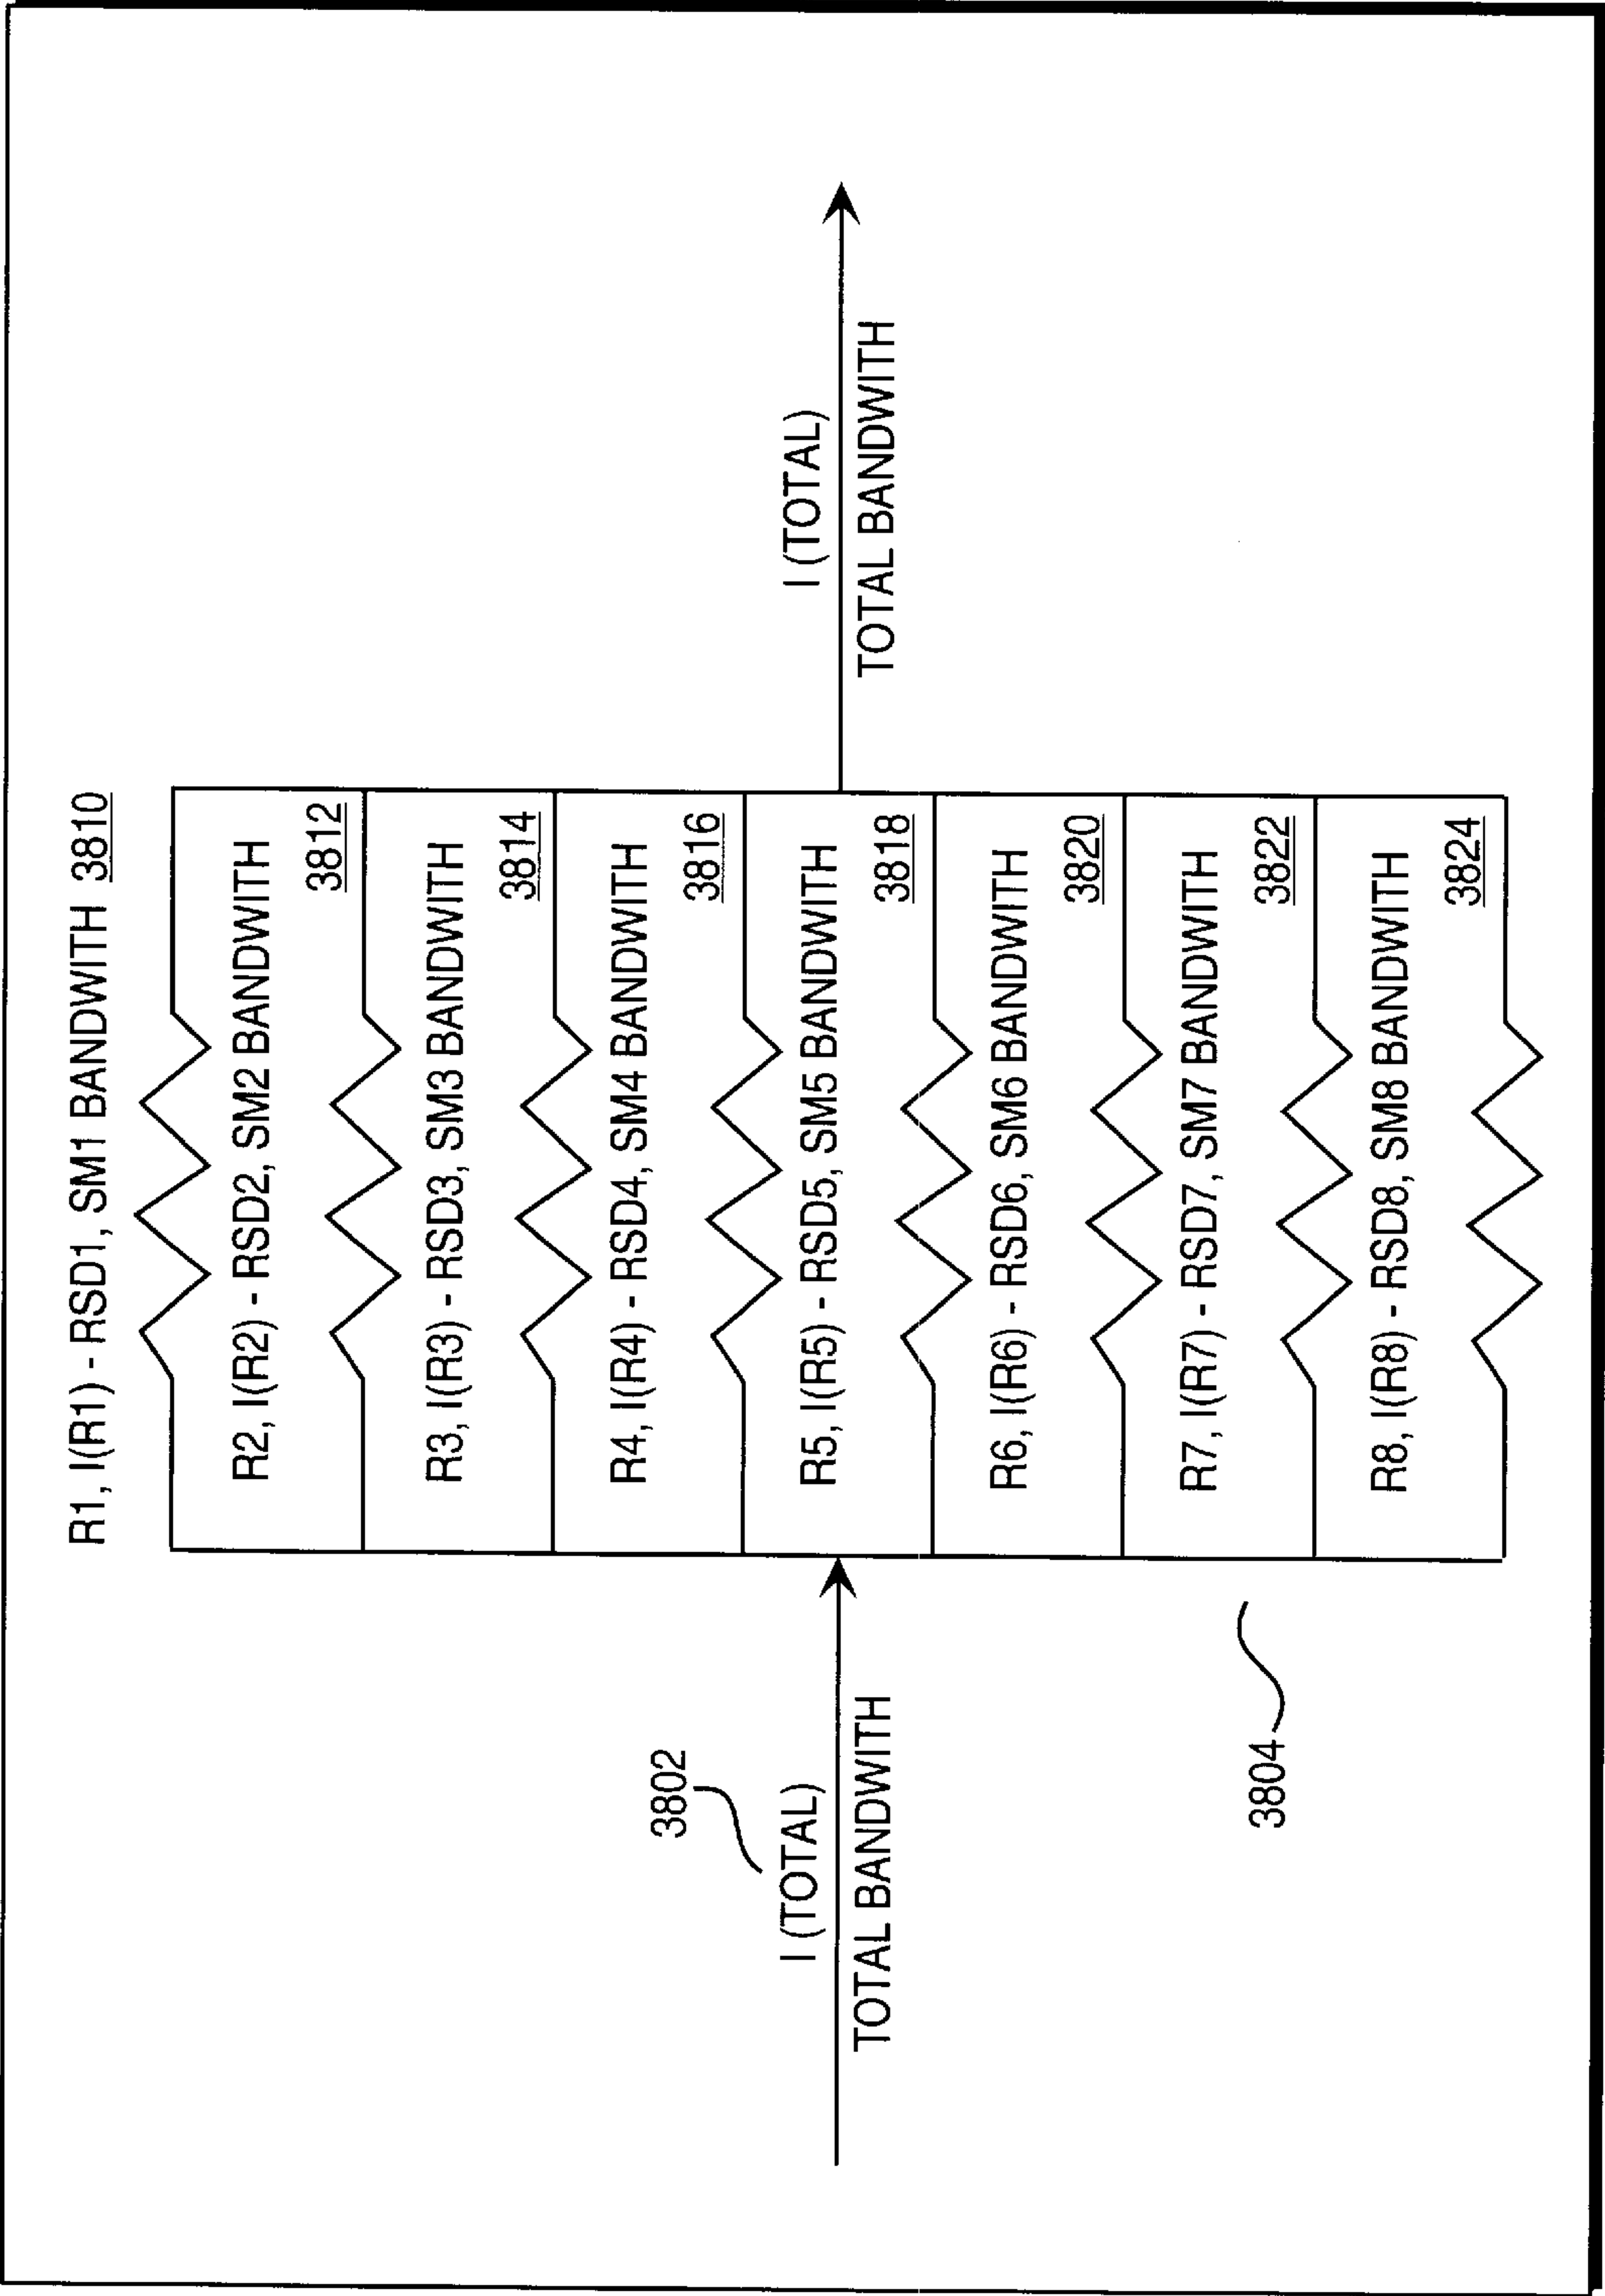 R1, I(R1) - RSD1, SM1 BANDWITH 3810
R2, I(R2) - RSD2, SM2 BANDWITH
3812
R3, I(R3) - RSD3, SM3 BANDWITH
3814
R4, I(R4) - RSD4, SM4 BANDWITH
3816
R5, I(R5) - RSD5, SM5 BANDWITH
3818
R6, I(R6) - RSD6, SM6 BANDWITH
3820
R7, I(R7) - RSD7, SM7 BANDWITH
3822
R8, I(R8) - RSD8, SM8 BANDWITH
3824
3802
I (TOTAL)
TOTAL BANDWITH
3804
I (TOTAL)
TOTAL BANDWITH